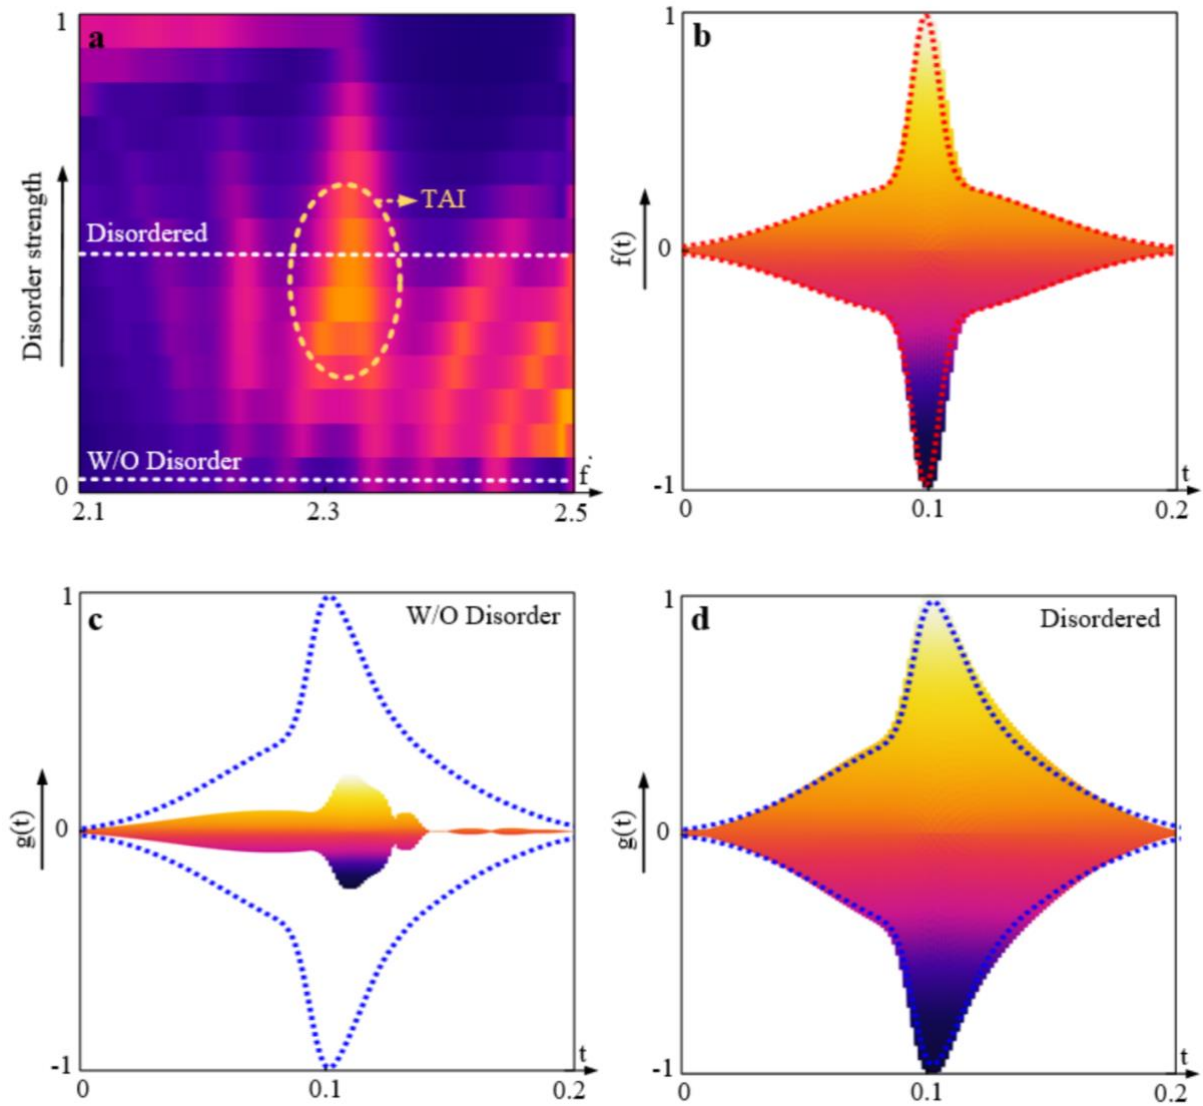 a
1
Disorder strength
TAI
Disordered
W/O Disorder
0
f
2.1
2.3
2.5
b
1
f(t)
0
-1
t
0
0.1
0.2
c
1
W/O Disorder
g(t)
0
-1
t
0
0.1
0.2
d
1
Disordered
g(t)
0
-1
t
0
0.1
0.2